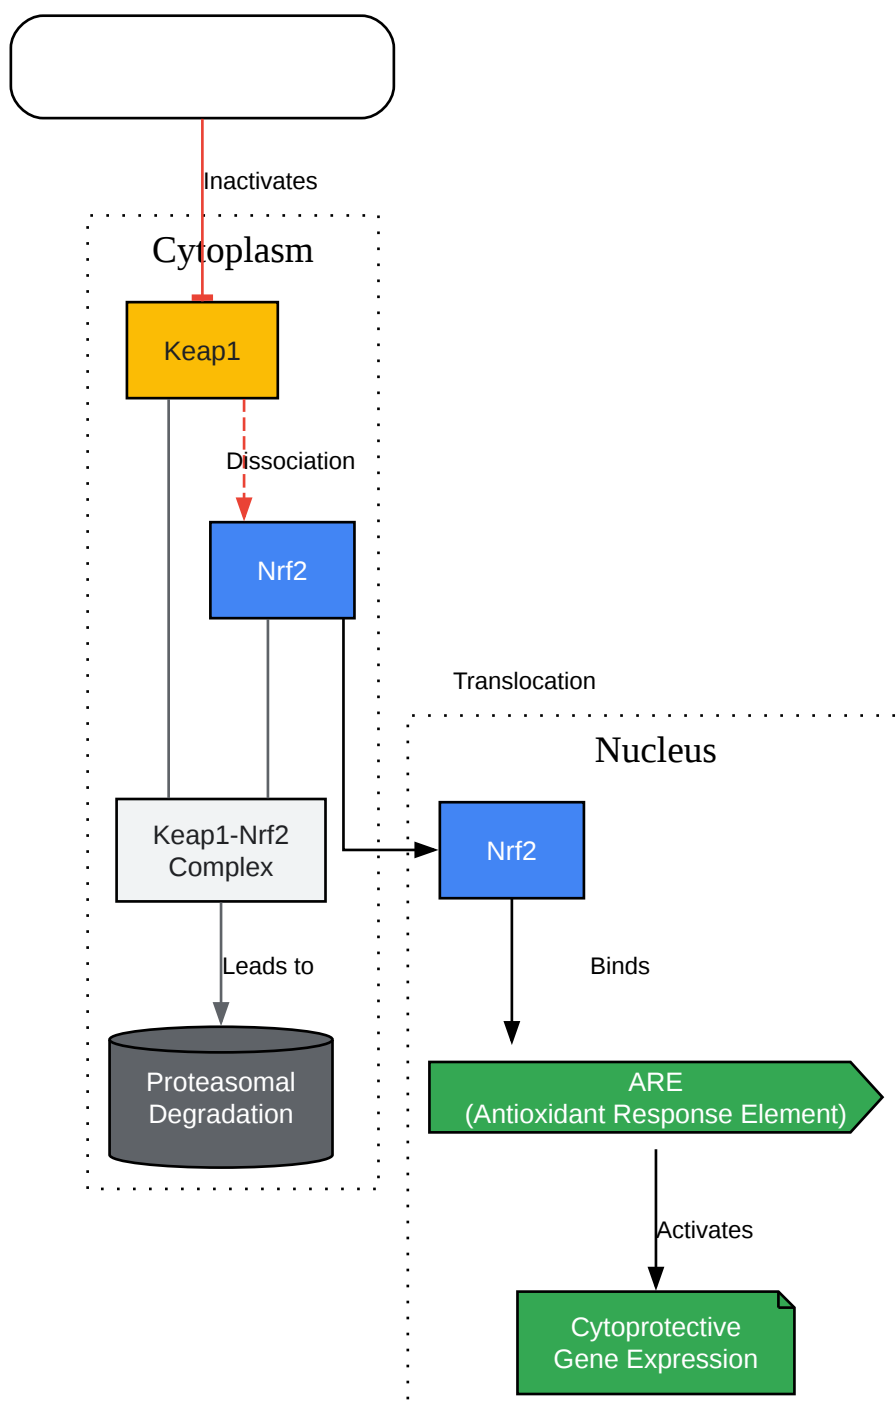 Inactivates
Cytoplasm
Keap1
Dissociation
Nrf2
Translocation
Nucleus
Keap1-Nrf2
Complex
Nrf2
Leads to
Binds
Proteasomal
Degradation
ARE
(Antioxidant Response Element)
Activates
Cytoprotective
Gene Expression